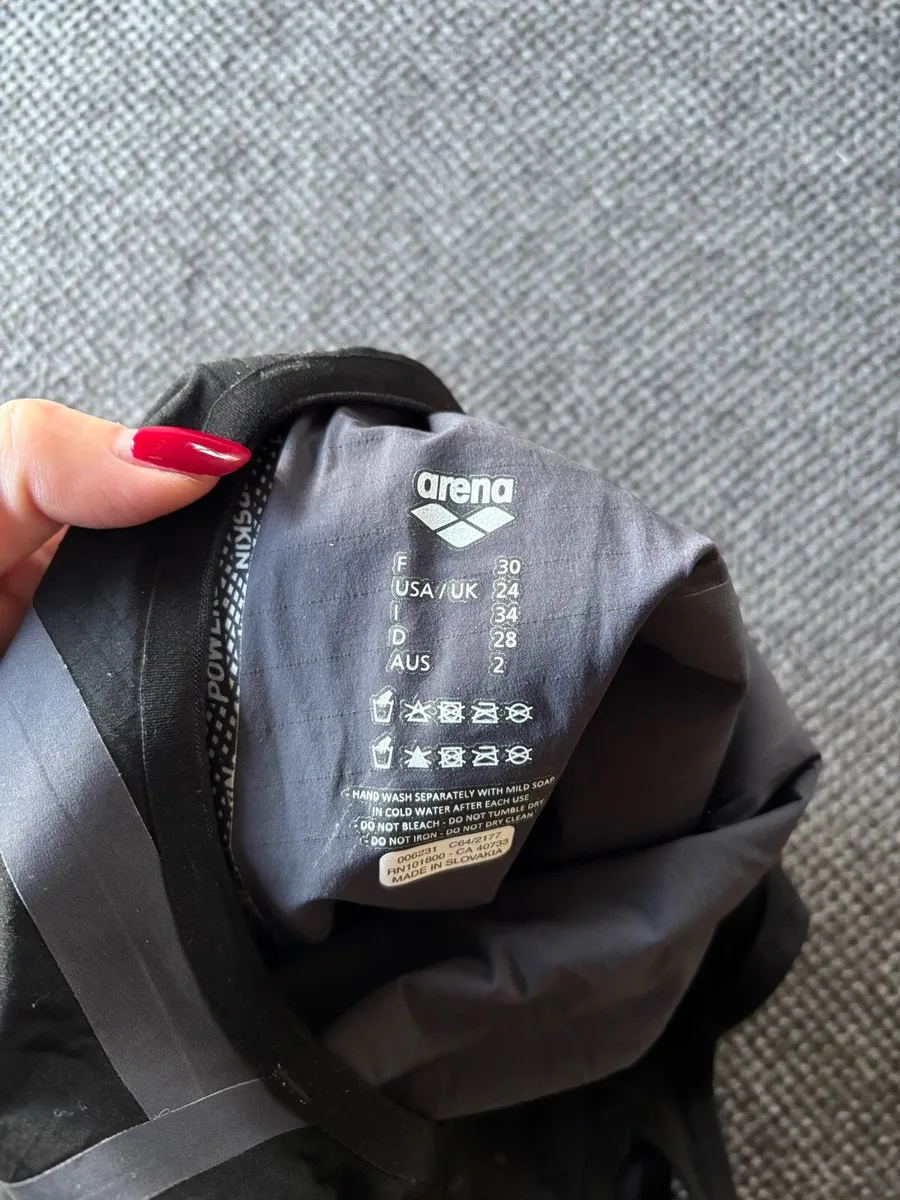 arena
F 30
USA/UK 24
I 34
D 28
AUS 2
- HAND WASH SEPARATELY WITH MILD SOAP
IN COLD WATER AFTER EACH USE
- DO NOT BLEACH - DO NOT TUMBLE DRY
- DO NOT IRON - DO NOT DRY CLEAN
006231 C64/2177
RN101800 - CA 40733
MADE IN SLOVAKIA
POWERSKIN